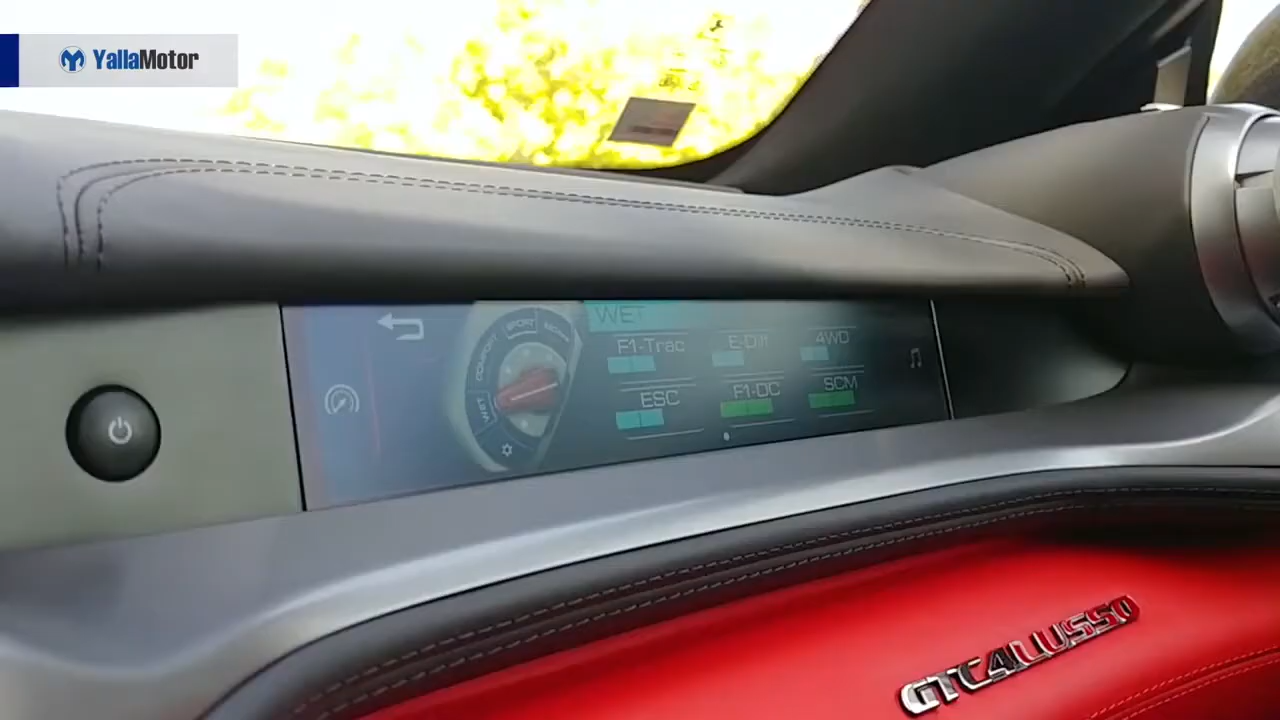 YallaMotor
WET
SPORT
COMFORT
WET
F1-Trac
E-Diff
4WD
ESC
F1-DC
SCM
GTC4LUSSO